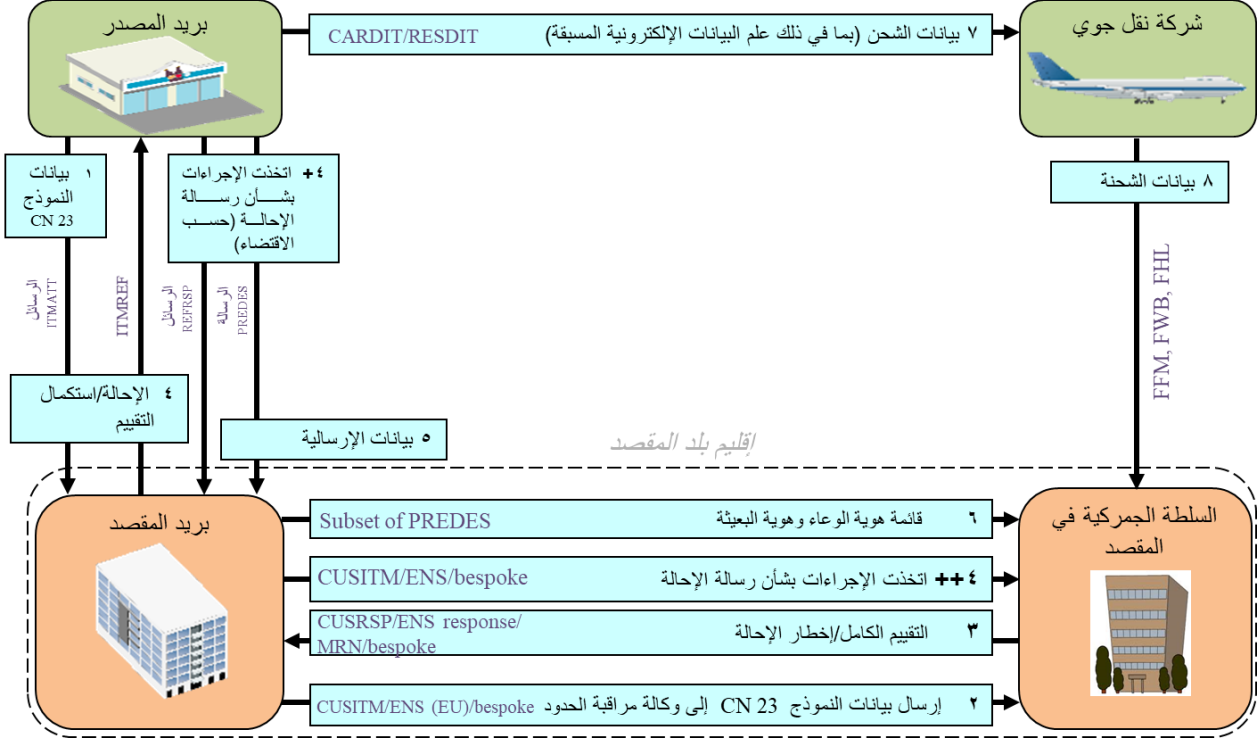 بريد المصدر
CARDIT/RESDIT
٧ بيانات الشحن (بما في ذلك علم البيانات الإلكترونية المسبقة)
شركة نقل جوي
١ بيانات
النموذج
CN 23
+٤ اتخذت الإجراءات
بشأن رسالة
الإحالة (حسب
الاقتضاء)
٨ بيانات الشحنة
الرسائل
ITMATT
ITMREF
الرسائل
REFRSP
الرسالة
PREDES
FFM, FWB, FHL
٤ الإحالة/استكمال
التقييم
٥ بيانات الإرسالية
إقليم بلد المقصد
بريد المقصد
Subset of PREDES
٦ قائمة هوية الوعاء وهوية البعيثة
السلطة الجمركية في
المقصد
CUSITM/ENS/bespoke
++٤ اتخذت الإجراءات بشأن رسالة الإحالة
CUSRSP/ENS response/
MRN/bespoke
٣ التقييم الكامل/إخطار الإحالة
CUSITM/ENS (EU)/bespoke
٢ إرسال بيانات النموذج CN 23 إلى وكالة مراقبة الحدود